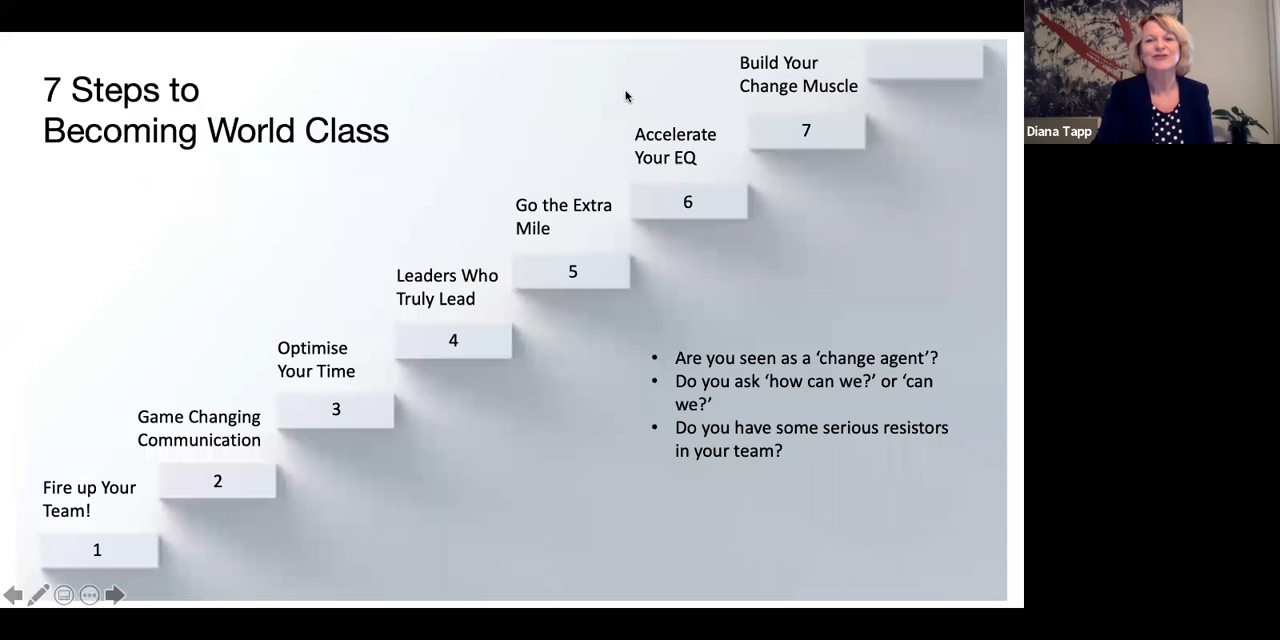 7 Steps to
Becoming World Class
Build Your
Change Muscle
7
Accelerate
Your EQ
6
Go the Extra
Mile
5
Leaders Who
Truly Lead
4
Optimise
Your Time
3
Game Changing
Communication
2
Fire up Your
Team!
1
• Are you seen as a ‘change agent’?
• Do you ask ‘how can we?’ or ‘can
we?’
• Do you have some serious resistors
in your team?
Diana Tapp